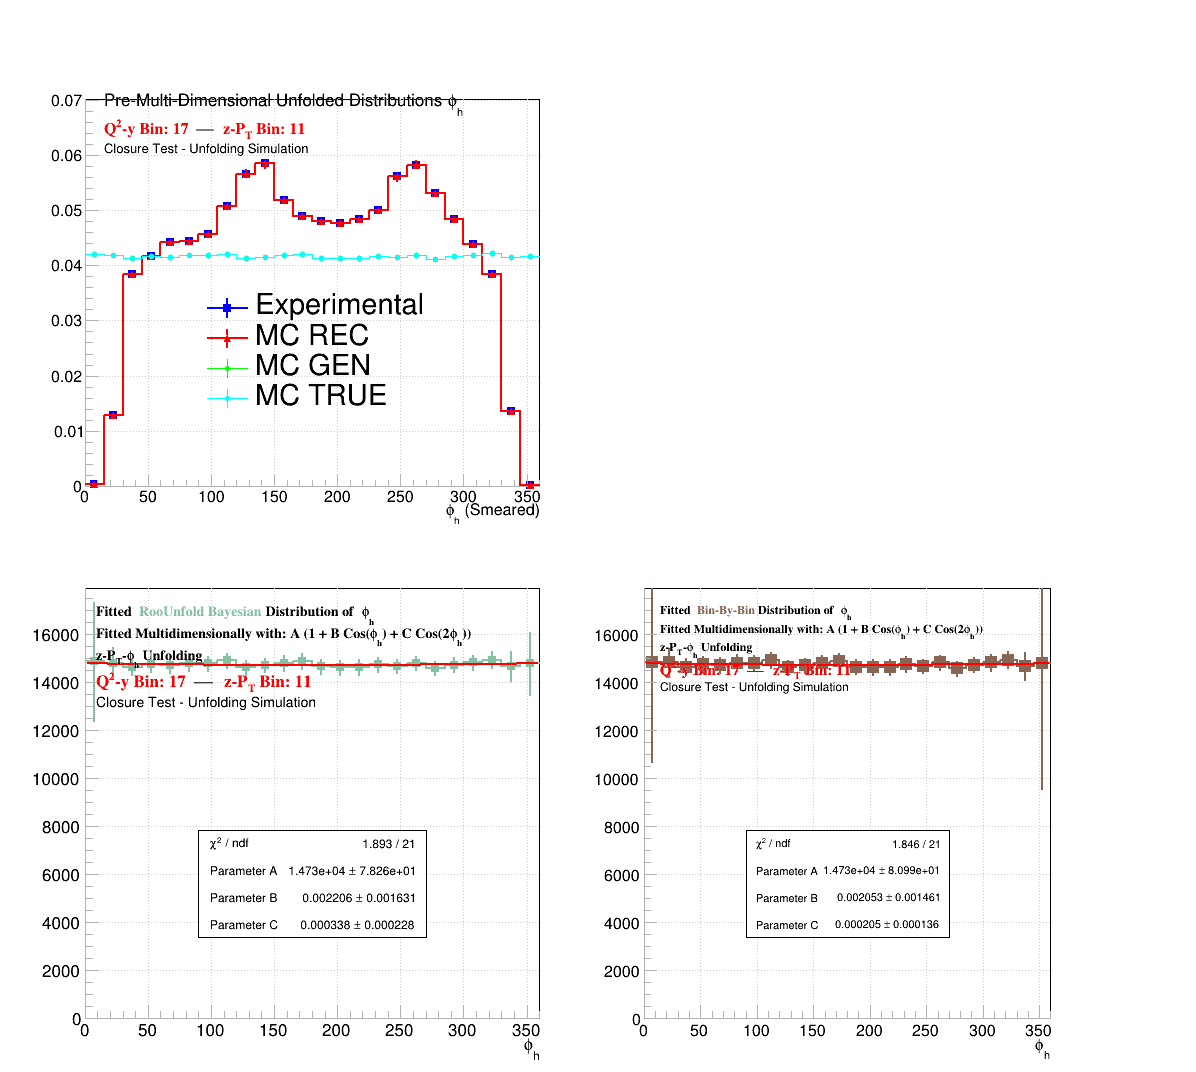 Pre-Multi-Dimensional Unfolded Distributions ϕh
Q2-y Bin: 17 — z-PT Bin: 11
Closure Test - Unfolding Simulation
0.07
0.06
0.05
0.04
0.03
0.02
0.01
0
Experimental
MC REC
MC GEN
MC TRUE
0 50 100 150 200 250 300 350
ϕh (Smeared)
Fitted RooUnfold Bayesian Distribution of ϕh
Fitted Multidimensionally with: A (1 + B Cos(ϕh) + C Cos(2ϕh))
z-PT-ϕh Unfolding
Q2-y Bin: 17 — z-PT Bin: 11
Closure Test - Unfolding Simulation
16000
14000
12000
10000
8000
6000
4000
2000
0
χ2 / ndf 1.893 / 21
Parameter A 1.473e+04 ± 7.826e+01
Parameter B 0.002206 ± 0.001631
Parameter C 0.000338 ± 0.000228
0 50 100 150 200 250 300 350
ϕh
Fitted Bin-By-Bin Distribution of ϕh
Fitted Multidimensionally with: A (1 + B Cos(ϕh) + C Cos(2ϕh))
z-PT-ϕh Unfolding
Q2-y Bin: 17 — z-PT Bin: 11
Closure Test - Unfolding Simulation
16000
14000
12000
10000
8000
6000
4000
2000
0
χ2 / ndf 1.846 / 21
Parameter A 1.473e+04 ± 8.099e+01
Parameter B 0.002053 ± 0.001461
Parameter C 0.000205 ± 0.000136
0 50 100 150 200 250 300 350
ϕh